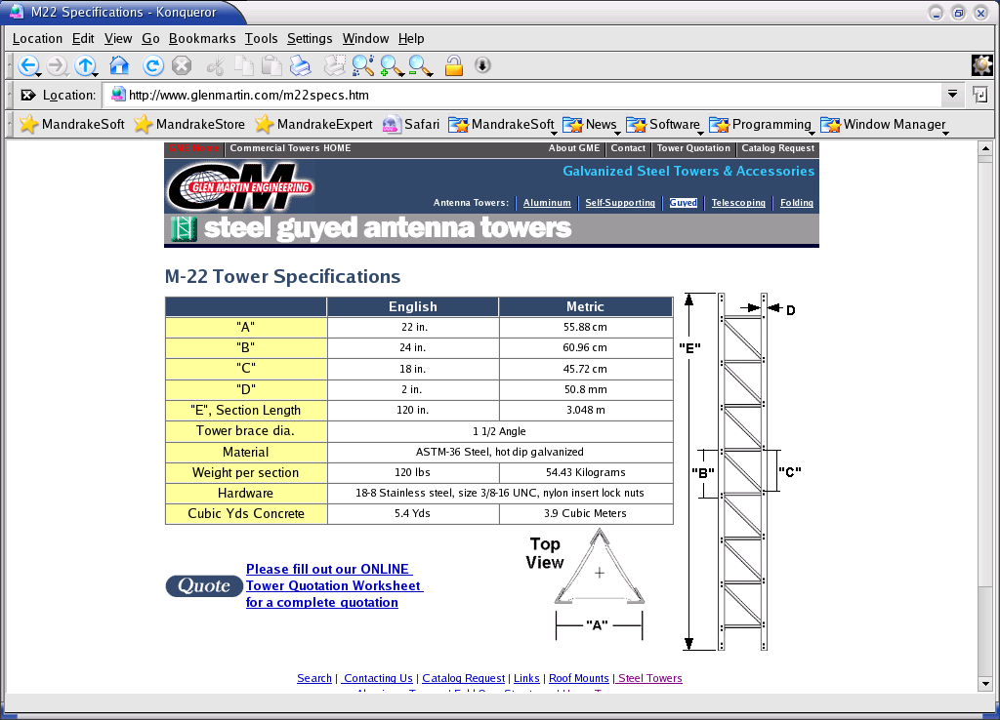 M22 Specifications - Konqueror
Location Edit View Go Bookmarks Tools Settings Window Help
Location: http://www.glenmartin.com/m22specs.htm
MandrakeSoft MandrakeStore MandrakeExpert Safari MandrakeSoft News Software Programming Window Manager
GME Home Commercial Towers HOME About GME Contact Tower Quotation Catalog Request
GM
GLEN MARTIN ENGINEERING
Galvanized Steel Towers & Accessories
Antenna Towers: Aluminum Self-Supporting Guyed Telescoping Folding
steel guyed antenna towers
M-22 Tower Specifications
English Metric
"A" 22 in. 55.88 cm
"B" 24 in. 60.96 cm
"C" 18 in. 45.72 cm
"D" 2 in. 50.8 mm
"E", Section Length 120 in. 3.048 m
Tower brace dia. 1 1/2 Angle
Material ASTM-36 Steel, hot dip galvanized
Weight per section 120 lbs 54.43 Kilograms
Hardware 18-8 Stainless steel, size 3/8-16 UNC, nylon insert lock nuts
Cubic Yds Concrete 5.4 Yds 3.9 Cubic Meters
D
"E"
"B" "C"
Top
View
"A"
Quote
Please fill out our ONLINE
Tower Quotation Worksheet
for a complete quotation
Search | Contacting Us | Catalog Request | Links | Roof Mounts | Steel Towers